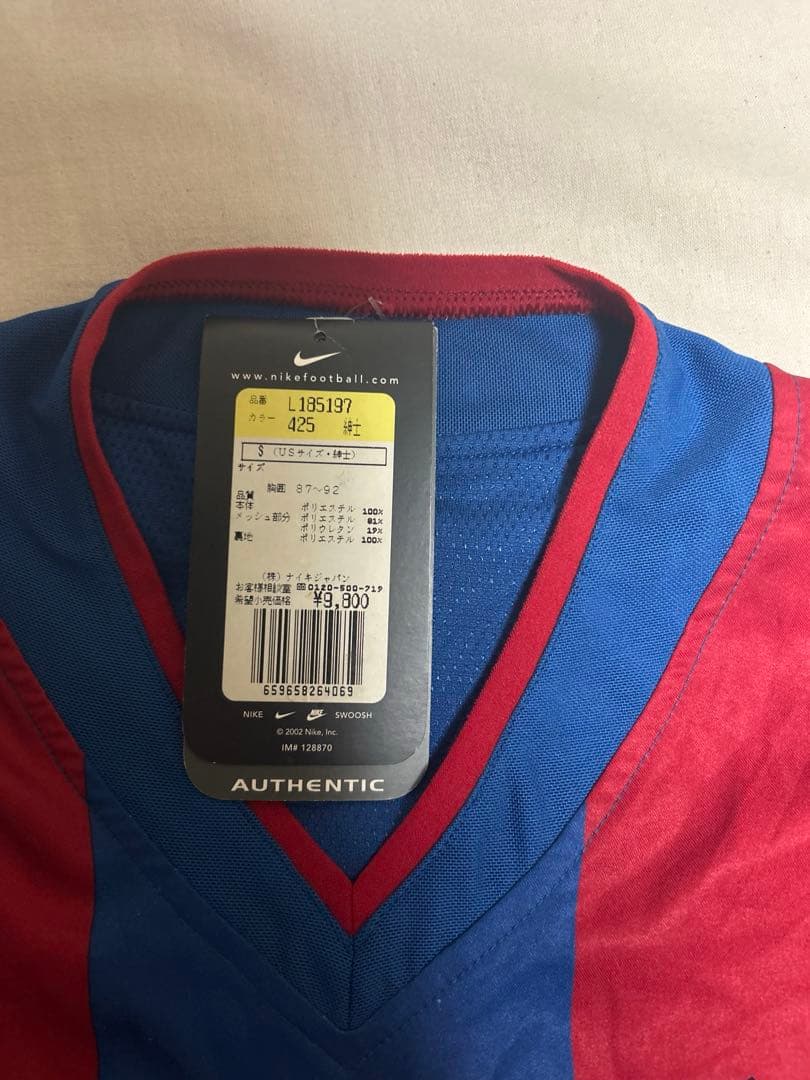 www.nikefootball.com
品番 L185197
カラー 425 紳士
S (USサイズ・紳士)
サイズ
胸囲 87～92
品質
本体 ポリエステル 100%
メッシュ部分 ポリエステル 81%
ポリウレタン 19%
裏地 ポリエステル 100%
(株)ナイキジャパン
お客様相談室 0120-500-719
希望小売価格 ¥9,800
659658264069
NIKE SWOOSH
© 2002 Nike, Inc.
IM# 128870
AUTHENTIC